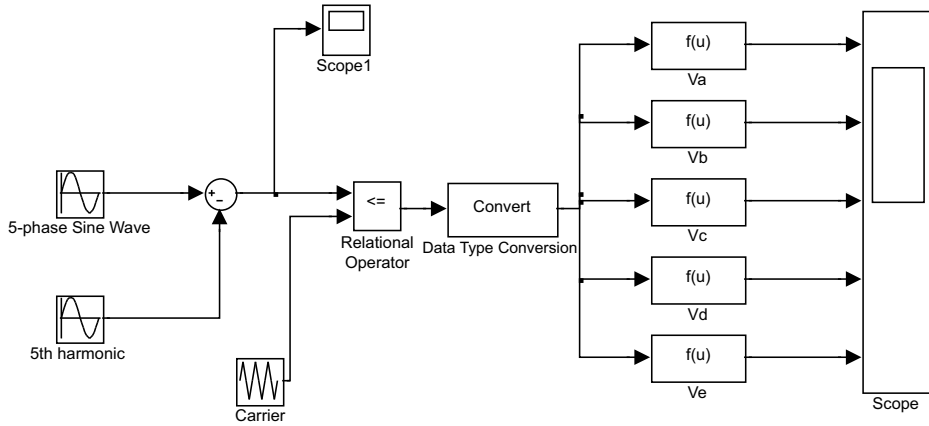 Scope1
f(u)
Va
f(u)
Vb
+
−
5-phase Sine Wave
<=
Relational
Operator
Convert
Data Type Conversion
f(u)
Vc
f(u)
Vd
5th harmonic
Carrier
f(u)
Ve
Scope